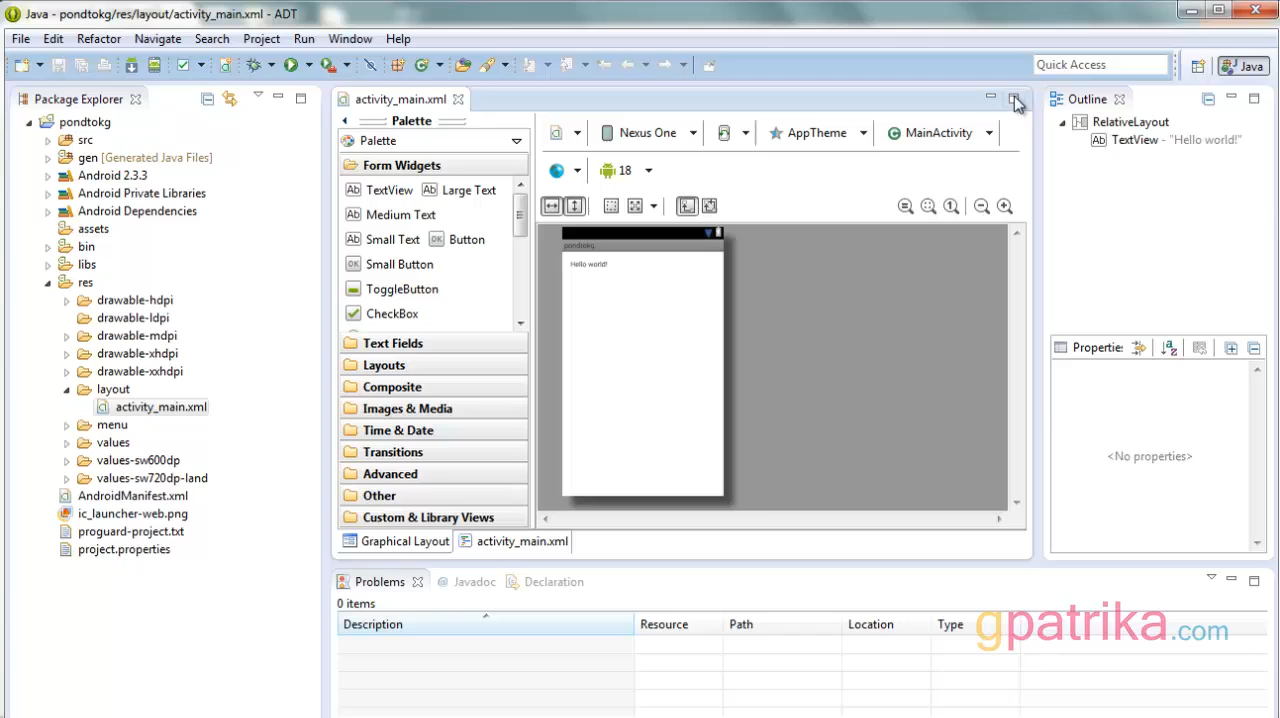 Java - pondtokg/res/layout/activity_main.xml - ADT
File Edit Refactor Navigate Search Project Run Window Help
Quick Access
Java
Package Explorer
pondtokg
src
gen [Generated Java Files]
Android 2.3.3
Android Private Libraries
Android Dependencies
assets
bin
libs
res
drawable-hdpi
drawable-ldpi
drawable-mdpi
drawable-xhdpi
drawable-xxhdpi
layout
activity_main.xml
menu
values
values-sw600dp
values-sw720dp-land
AndroidManifest.xml
ic_launcher-web.png
proguard-project.txt
project.properties
activity_main.xml
Palette
Palette
Form Widgets
Ab TextView Ab Large Text
Ab Medium Text
Ab Small Text OK Button
OK Small Button
ToggleButton
CheckBox
Text Fields
Layouts
Composite
Images & Media
Time & Date
Transitions
Advanced
Other
Custom & Library Views
Nexus One AppTheme MainActivity
18
pondtokg
Hello world!
Graphical Layout activity_main.xml
Outline
RelativeLayout
Ab TextView - "Hello world!"
Propertie:
<No properties>
Problems @ Javadoc Declaration
0 items
Description Resource Path Location Type
gpatrika.com